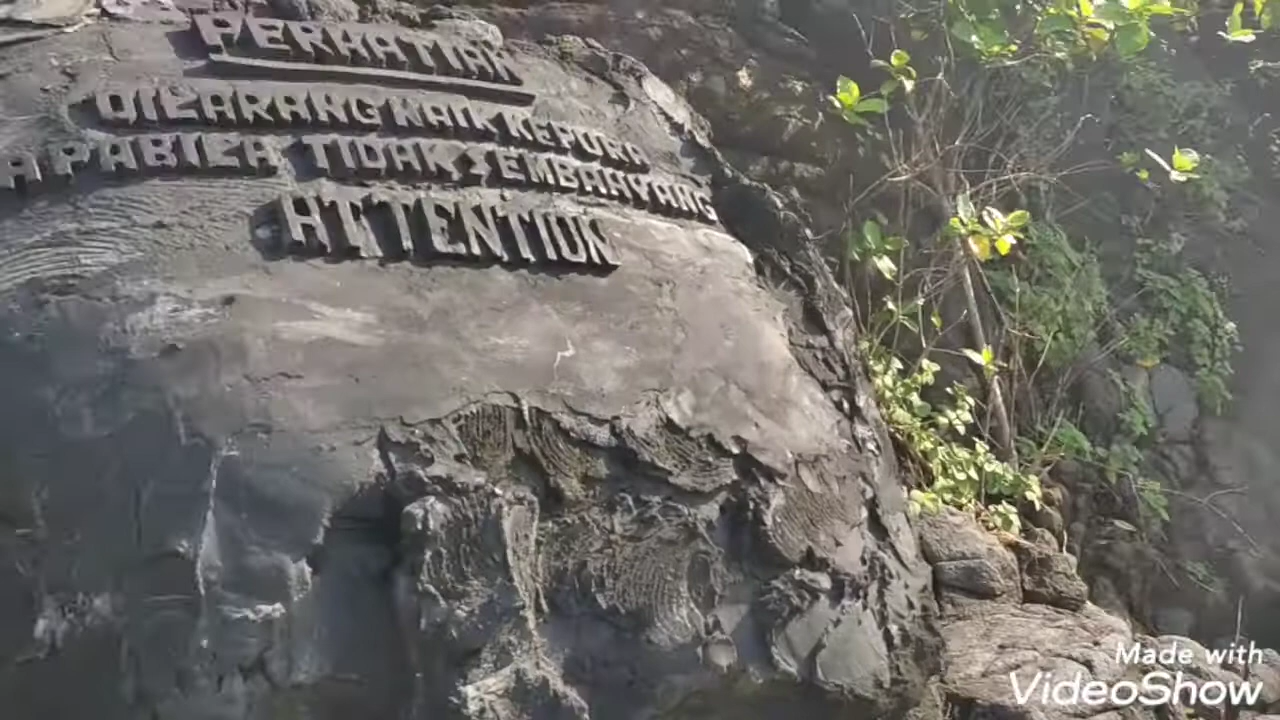 PERHATIAN
DILARANG NAIK KEPURA
APABILA TIDAK SEMBAHYANG
ATTENTION
Made with
VideoShow